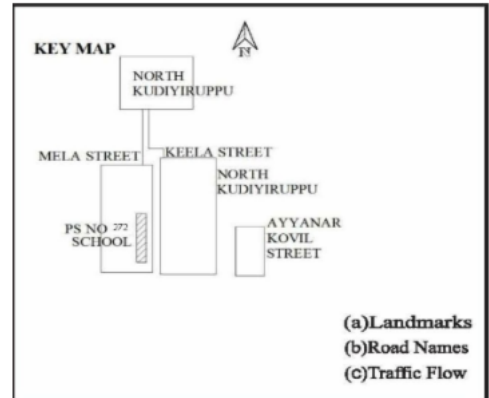 KEY MAP
N
NORTH
KUDIYIRUPPU
MELA STREET
KEELA STREET
NORTH
KUDIYIRUPPU
PS NO 272
SCHOOL
AYYANAR
KOVIL
STREET
(a)Landmarks
(b)Road Names
(c)Traffic Flow